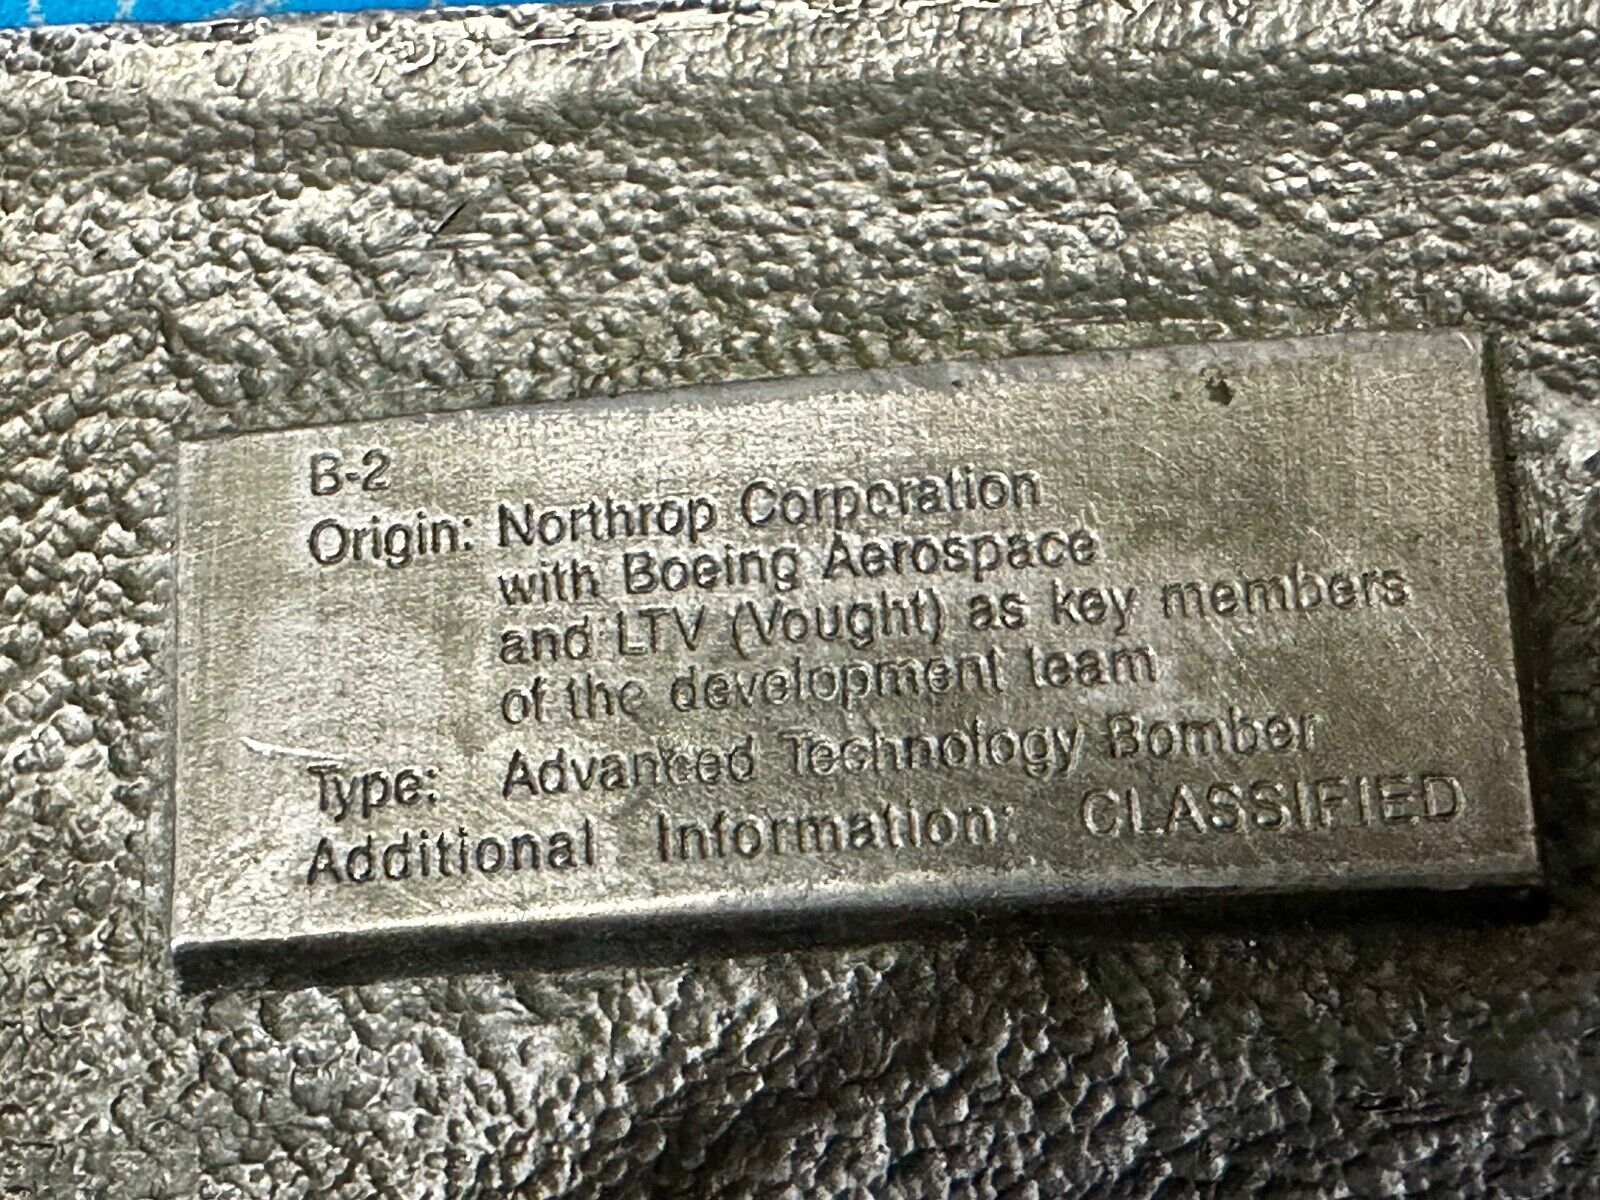 B-2
Origin: Northrop Corporation
with Boeing Aerospace
and LTV (Vought) as key members
of the development team
Type: Advanced Technology Bomber
Additional Information: CLASSIFIED